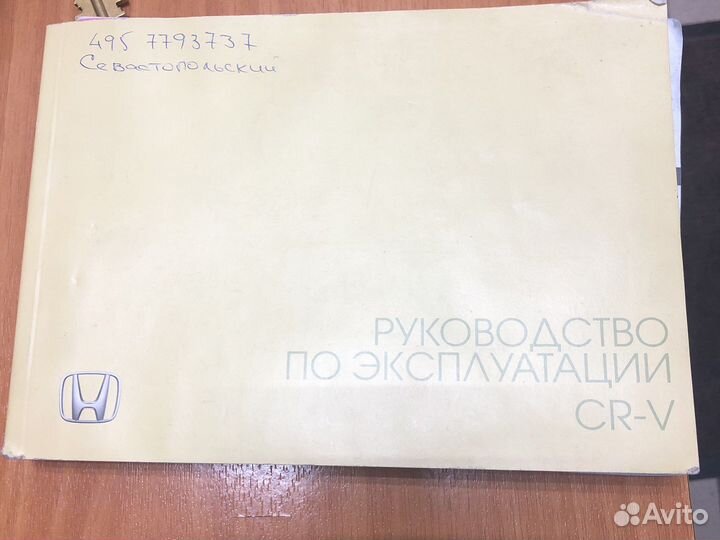 495 7793737
Севастопольский
РУКОВОДСТВО
ПО ЭКСПЛУАТАЦИИ
CR-V
Avito